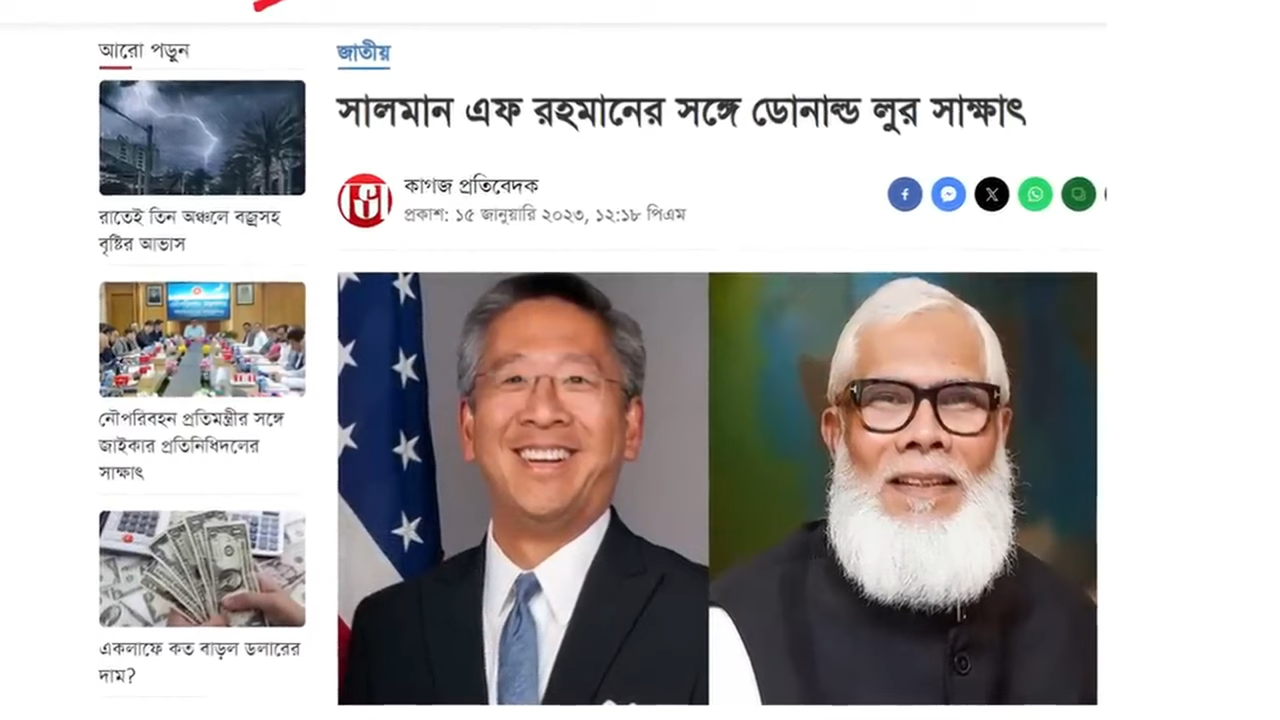 আরো পড়ুন
রাতেই তিন অঞ্চলে বজ্রসহ
বৃষ্টির আভাস
নৌপরিবহন প্রতিমন্ত্রীর সঙ্গে
জাইকার প্রতিনিধিদলের
সাক্ষাৎ
একলাফে কত বাড়ল ডলারের
দাম?
জাতীয়
সালমান এফ রহমানের সঙ্গে ডোনাল্ড লুর সাক্ষাৎ
কাগজ প্রতিবেদক
প্রকাশ: ১৫ জানুয়ারি ২০২৩, ১২:১৮ পিএম